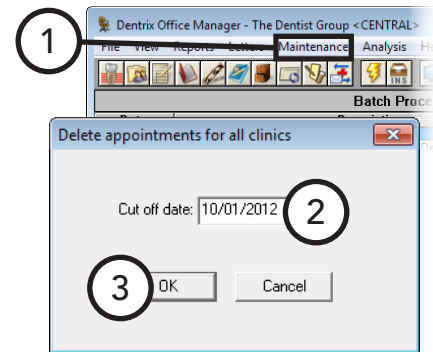 Dentrix Office Manager - The Dentist Group <CENTRAL>
1
File View Reports Letters Maintenance Analysis
INS
Batch Proce
Delete appointments for all clinics
Cut off date: 10/01/2012
2
3
OK
Cancel